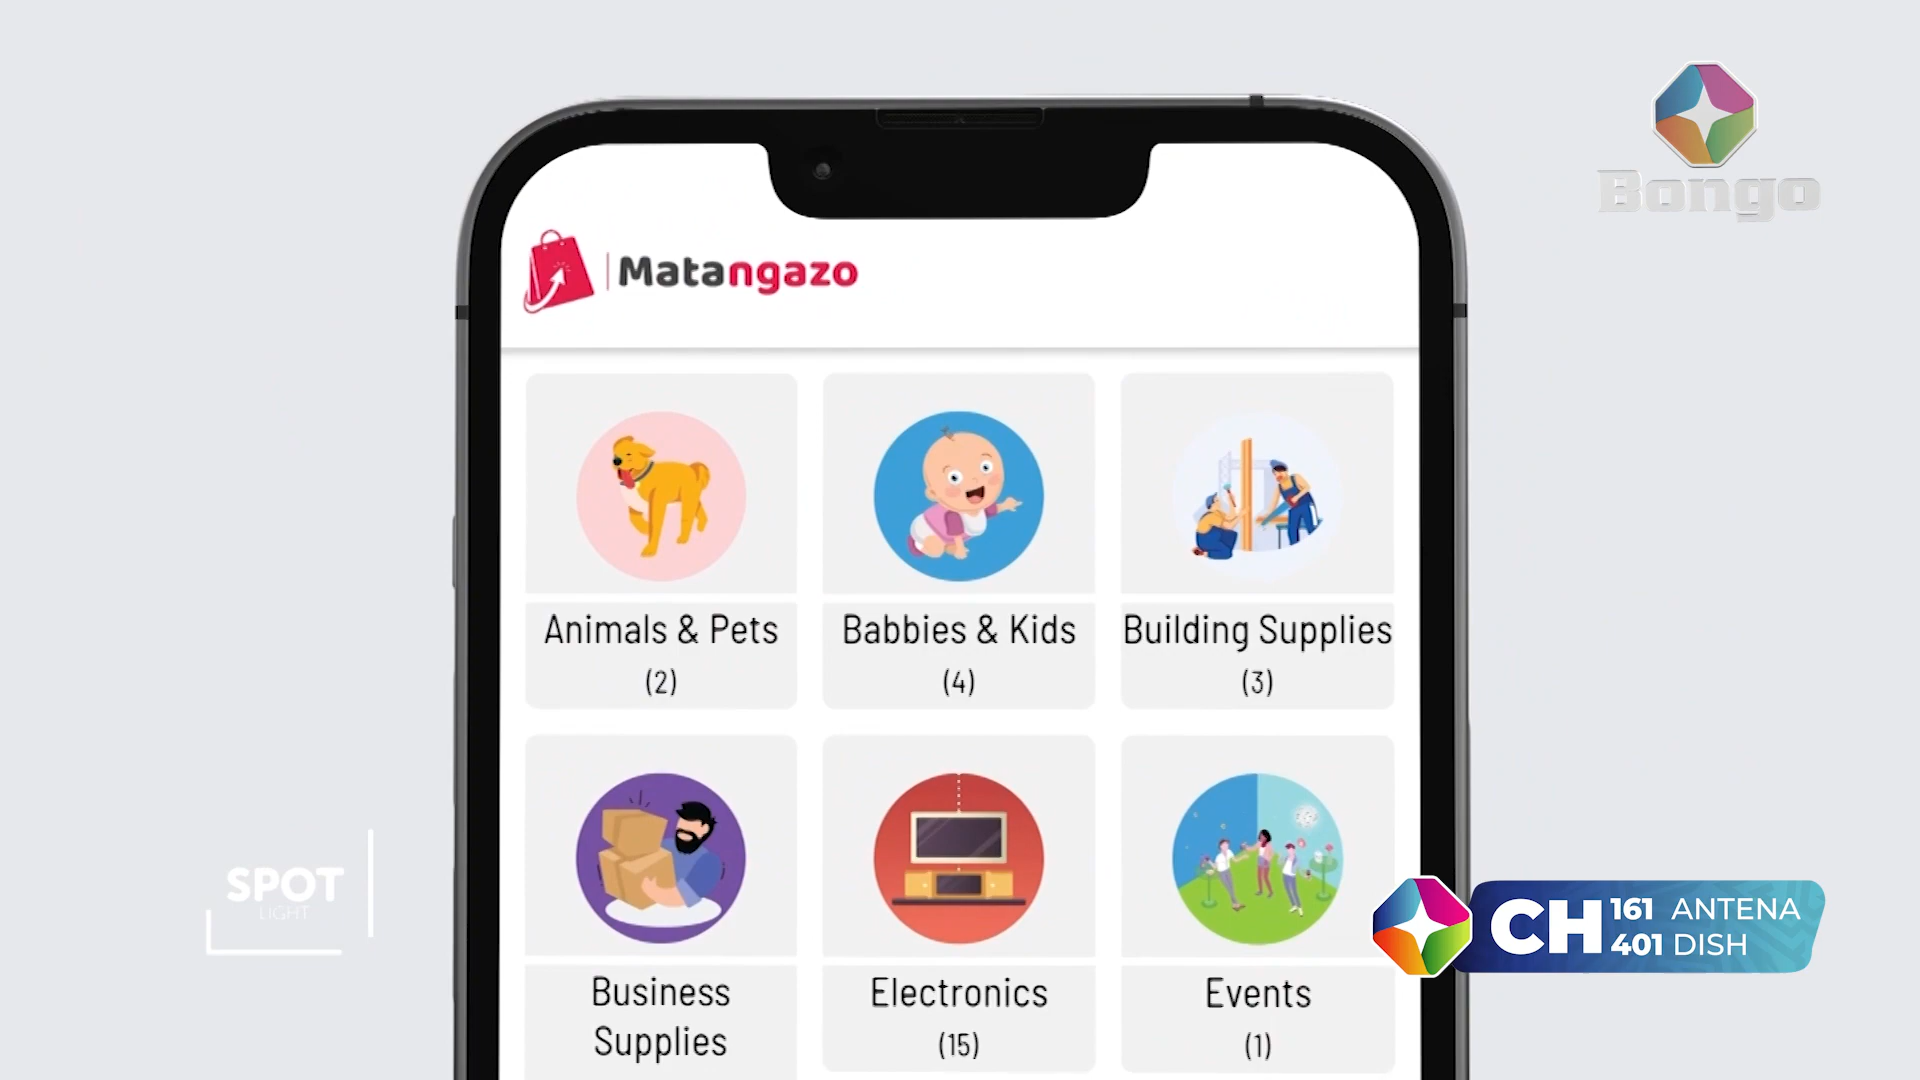 Bongo
Matangazo
Animals & Pets
(2)
Babbies & Kids
(4)
Building Supplies
(3)
Business
Supplies
Electronics
(15)
Events
(1)
SPOT
LIGHT
CH 161 ANTENA
401 DISH